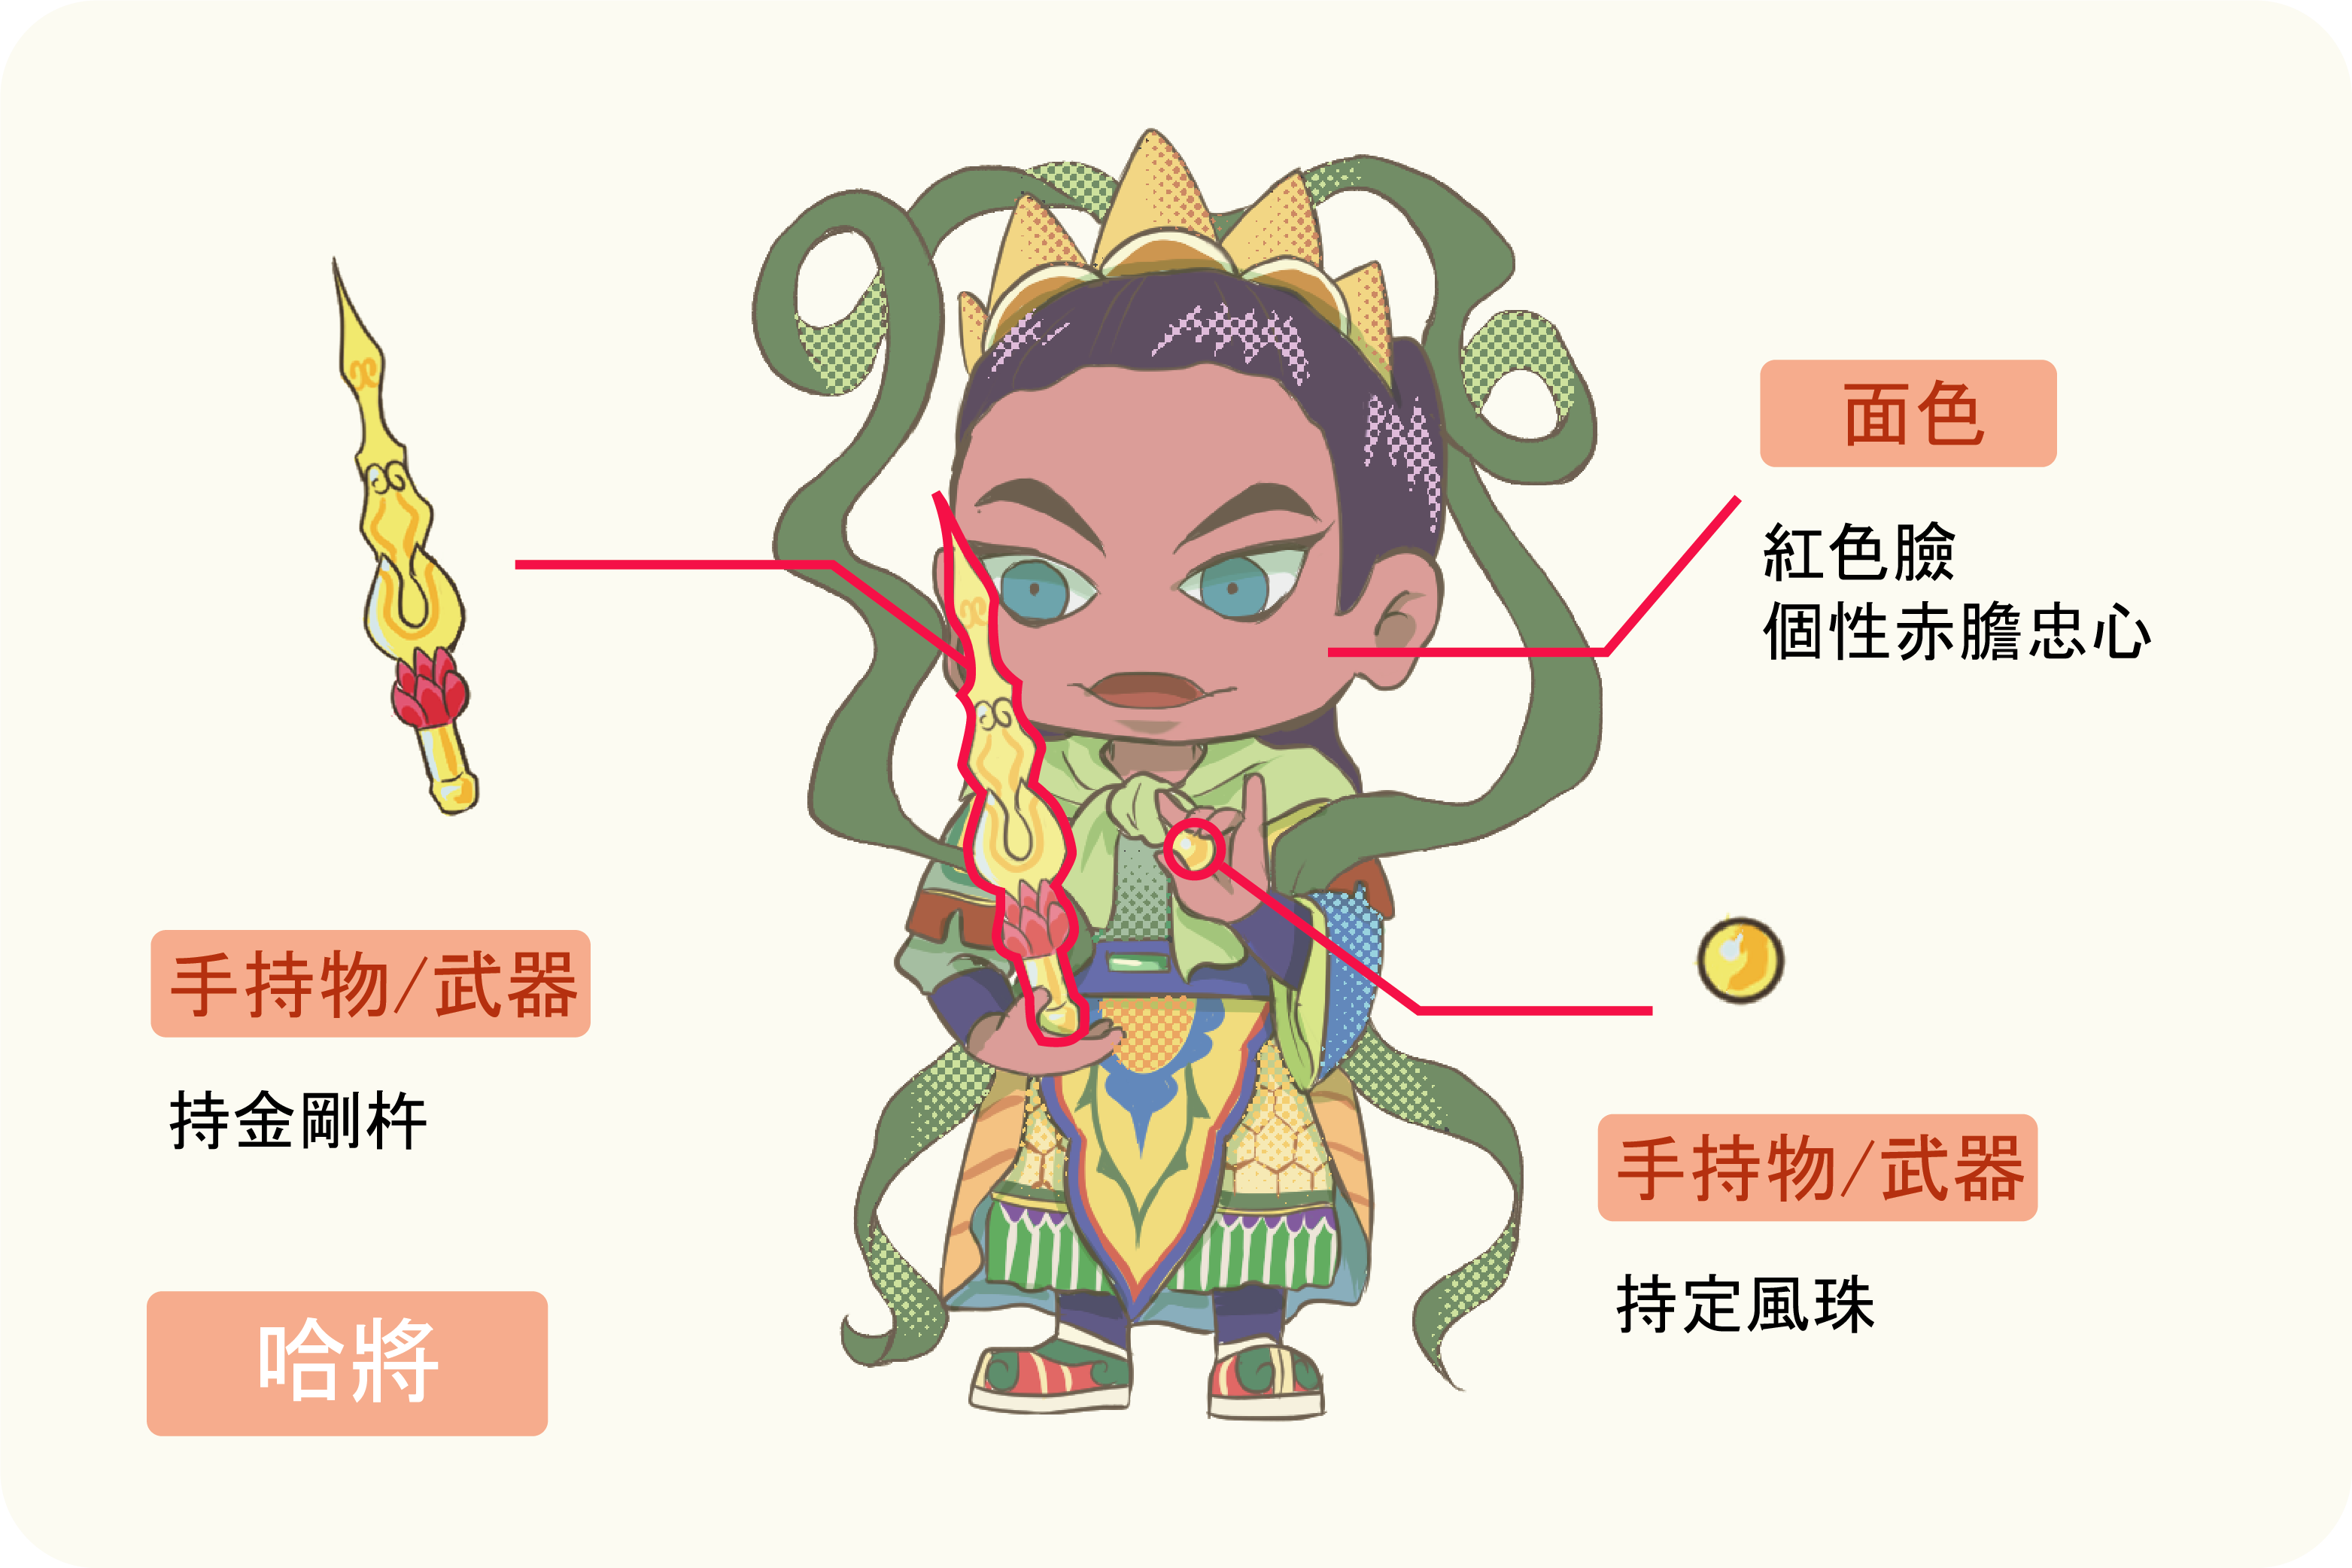 面色
紅色臉
個性赤膽忠心
手持物/武器
持金剛杵
手持物/武器
持定風珠
哈將